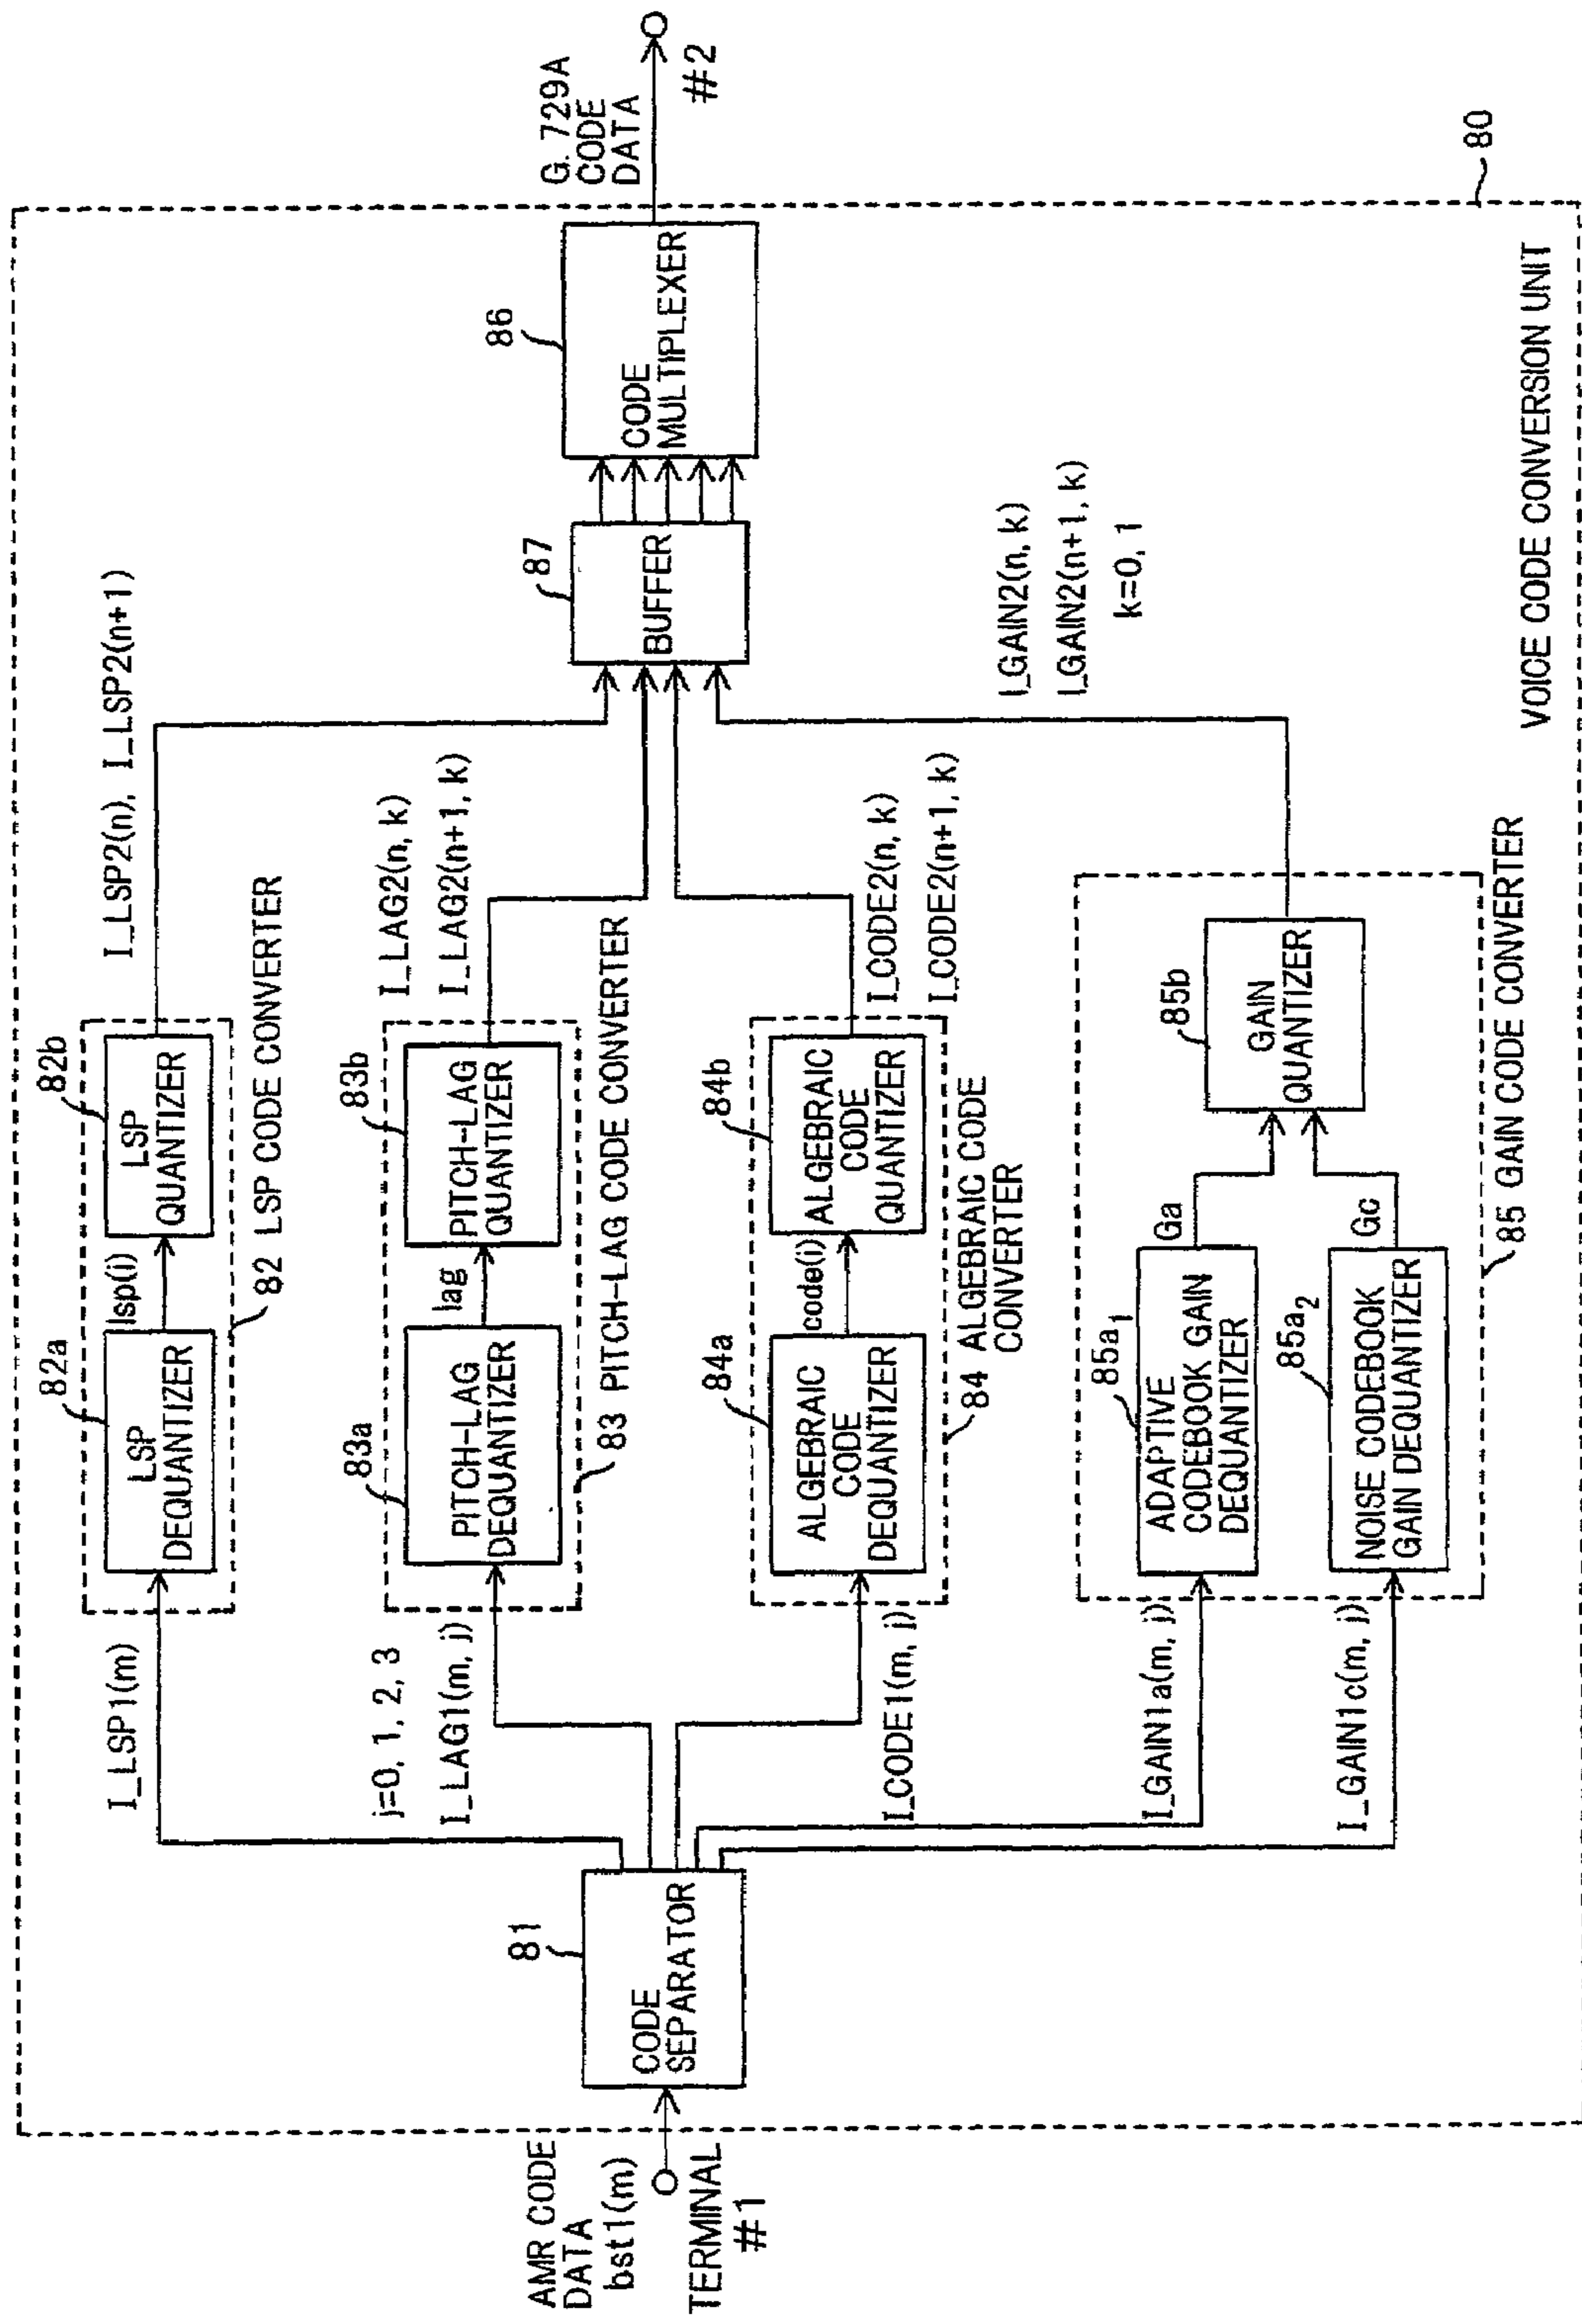 AMR CODE
DATA
bst1(m)
TERMINAL
#1
81
CODE
SEPARATOR
I_LSP1(m)
j=0, 1, 2, 3
I_LAG1(m, j)
I_CODE1(m, j)
I_GAIN1a(m, j)
I_GAIN1c(m, j)
82a
LSP
DEQUANTIZER
lsp(i)
82b
LSP
QUANTIZER
82 LSP CODE CONVERTER
83a
PITCH-LAG
DEQUANTIZER
lag
83b
PITCH-LAG
QUANTIZER
83 PITCH-LAG CODE CONVERTER
84a
ALGEBRAIC
CODE
DEQUANTIZER
code(i)
84b
ALGEBRAIC
CODE
QUANTIZER
84 ALGEBRAIC CODE
CONVERTER
85a1
ADAPTIVE
CODEBOOK GAIN
DEQUANTIZER
Ga
85a2
NOISE CODEBOOK
GAIN DEQUANTIZER
Gc
85b
GAIN
QUANTIZER
85 GAIN CODE CONVERTER
I_LSP2(n), I_LSP2(n+1)
I_LAG2(n, k)
I_LAG2(n+1, k)
I_CODE2(n, k)
I_CODE2(n+1, k)
I_GAIN2(n, k)
I_GAIN2(n+1, k)
k=0, 1
87
BUFFER
86
CODE
MULTIPLEXER
G. 729A
CODE
DATA
#2
VOICE CODE CONVERSION UNIT
80